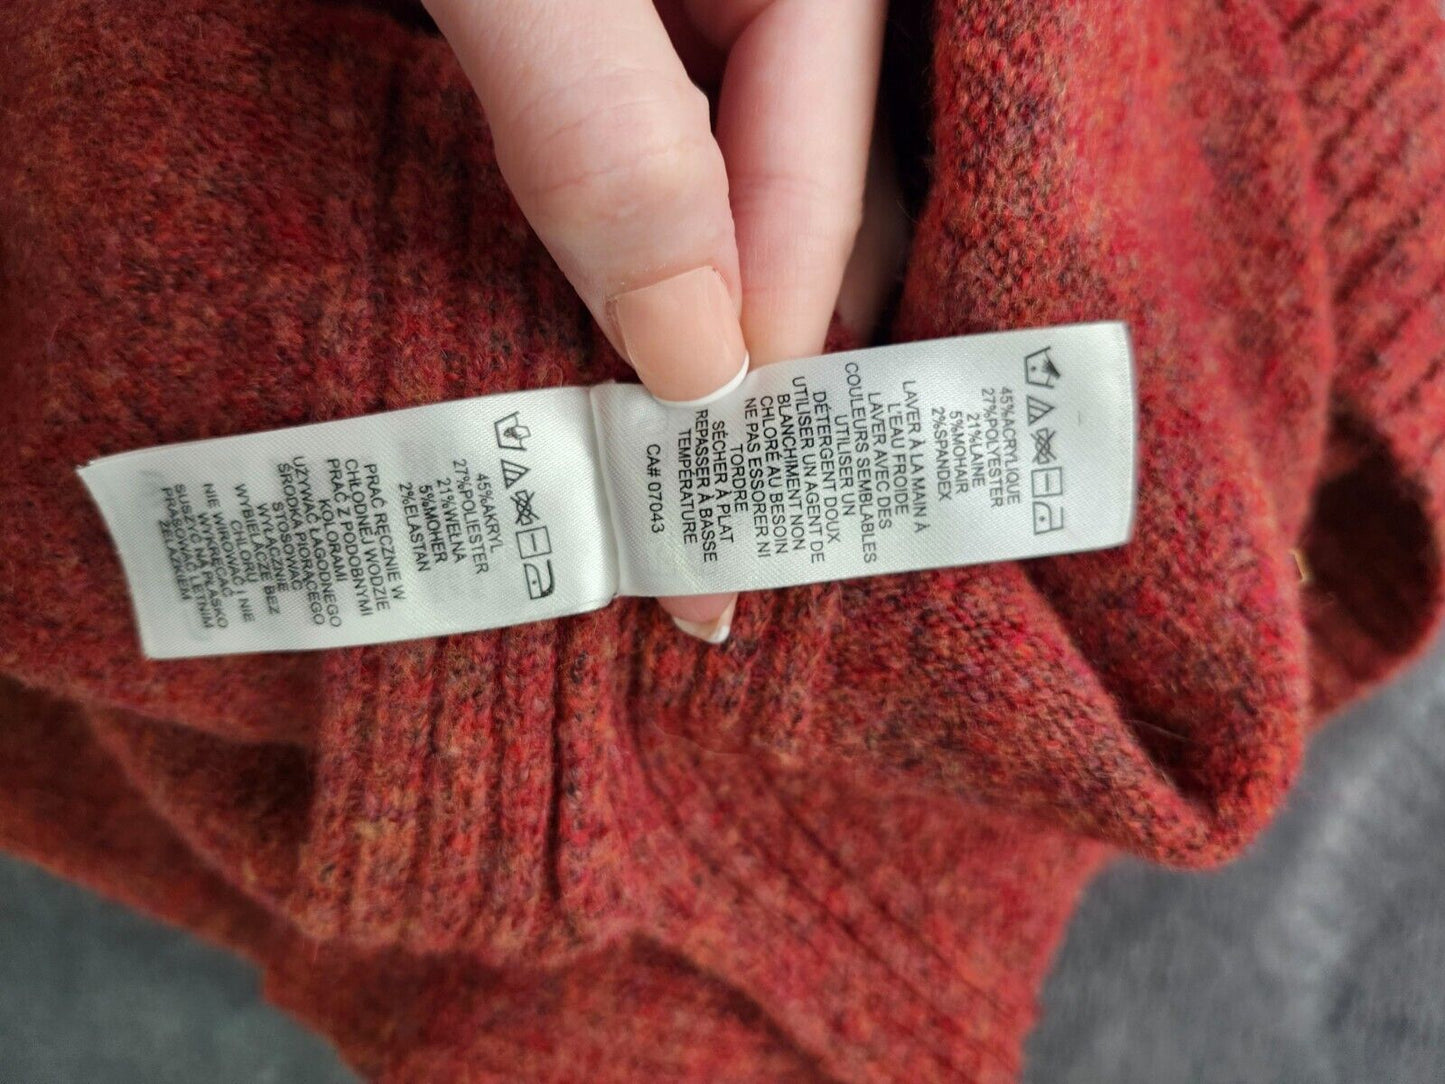 45%AKRYL
27%POLIESTER
21%WEŁNA
5%MOHER
2%ELASTAN
PRAĆ RĘCZNIE W
CHŁODNEJ WODZIE
PRAĆ Z PODOBNYMI
KOLORAMI
UŻYWAĆ ŁAGODNEGO
ŚRODKA PIORĄCEGO
STOSOWAĆ
WYŁĄCZNIE
WYBIELACZE BEZ
CHLORU
NIE WIROWAĆ I NIE
WYKRĘCAĆ
SUSZYĆ NA PŁASKO
PRASOWAĆ LETNIM
ŻELAZKIEM
45%ACRYLIQUE
27%POLYESTER
21%LAINE
5%MOHAIR
2%SPANDEX
LAVER À LA MAIN À
L'EAU FROIDE
LAVER AVEC DES
COULEURS SEMBLABLES
UTILISER UN
DÉTERGENT DOUX
UTILISER UN AGENT DE
BLANCHIMENT NON
CHLORÉ AU BESOIN
NE PAS ESSORER NI
TORDRE
SÉCHER À PLAT
REPASSER À BASSE
TEMPÉRATURE
CA# 07043